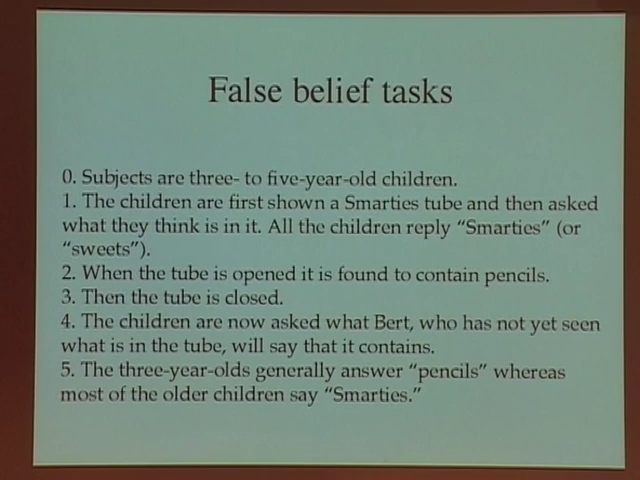 False belief tasks
0. Subjects are three- to five-year-old children.
1. The children are first shown a Smarties tube and then asked
what they think is in it. All the children reply “Smarties” (or
“sweets”).
2. When the tube is opened it is found to contain pencils.
3. Then the tube is closed.
4. The children are now asked what Bert, who has not yet seen
what is in the tube, will say that it contains.
5. The three-year-olds generally answer “pencils” whereas
most of the older children say “Smarties.”